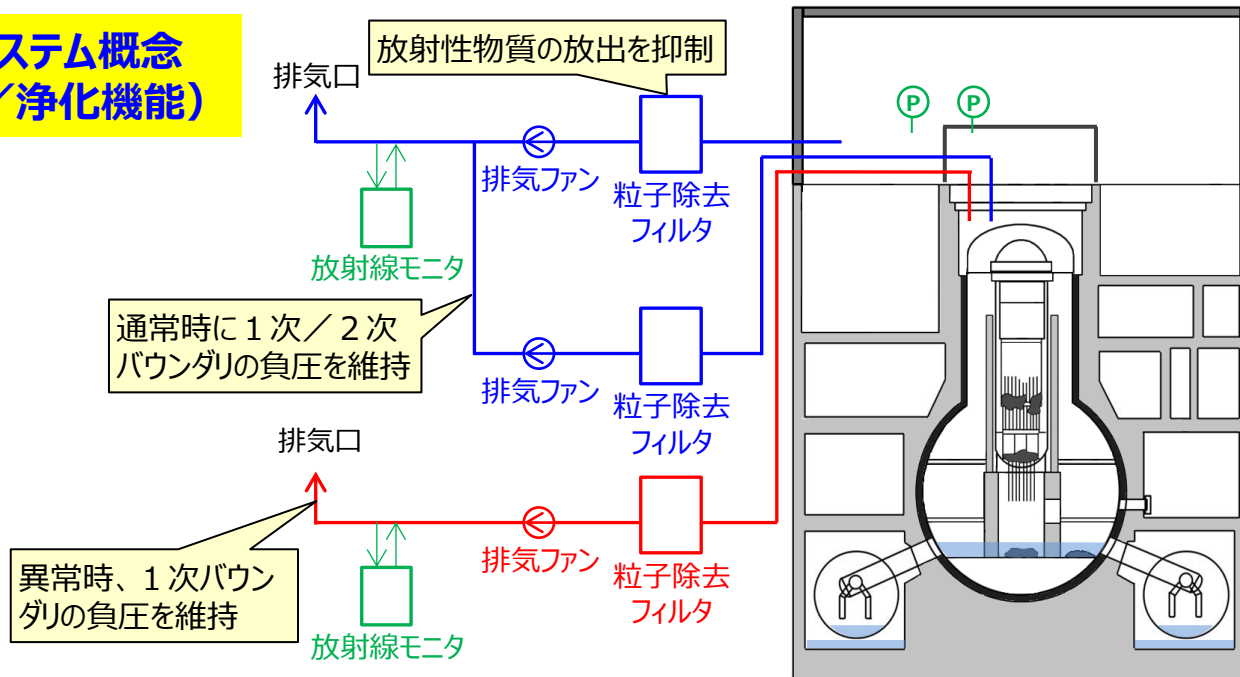 ステム概念
／浄化機能）
放射性物質の放出を抑制
排気口
P
P
排気ファン
粒子除去
フィルタ
放射線モニタ
通常時に１次／２次
バウンダリの負圧を維持
排気ファン
粒子除去
フィルタ
排気口
排気ファン
粒子除去
フィルタ
異常時、１次バウン
ダリの負圧を維持
放射線モニタ